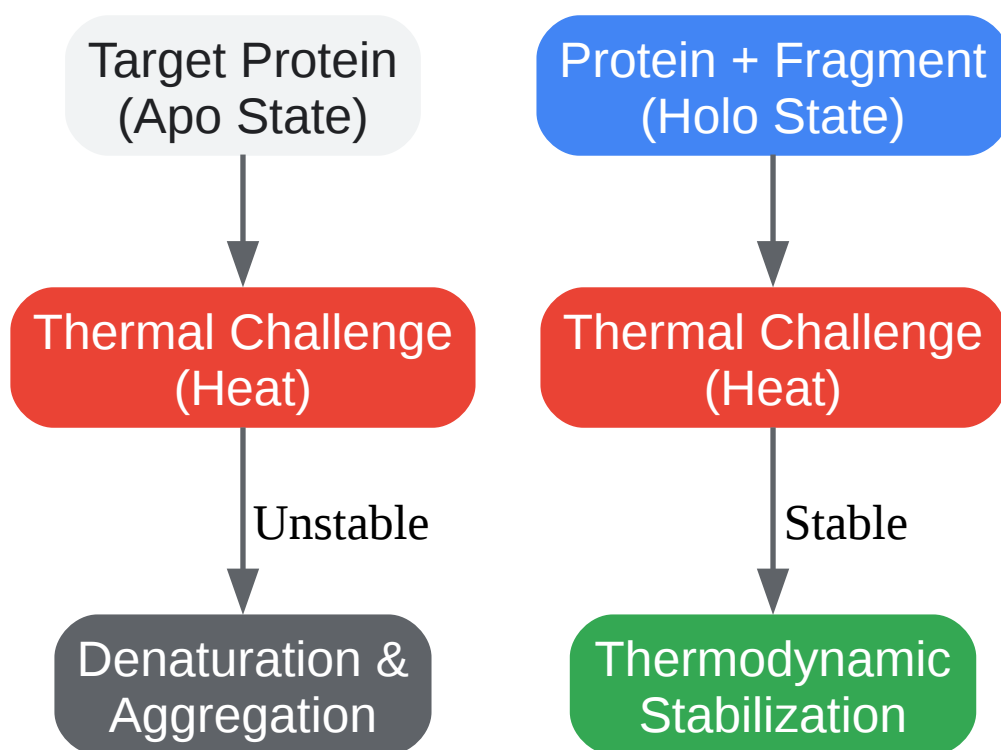 Target Protein
(Apo State)
Protein + Fragment
(Holo State)
Thermal Challenge
(Heat)
Thermal Challenge
(Heat)
Unstable
Stable
Denaturation &
Aggregation
Thermodynamic
Stabilization